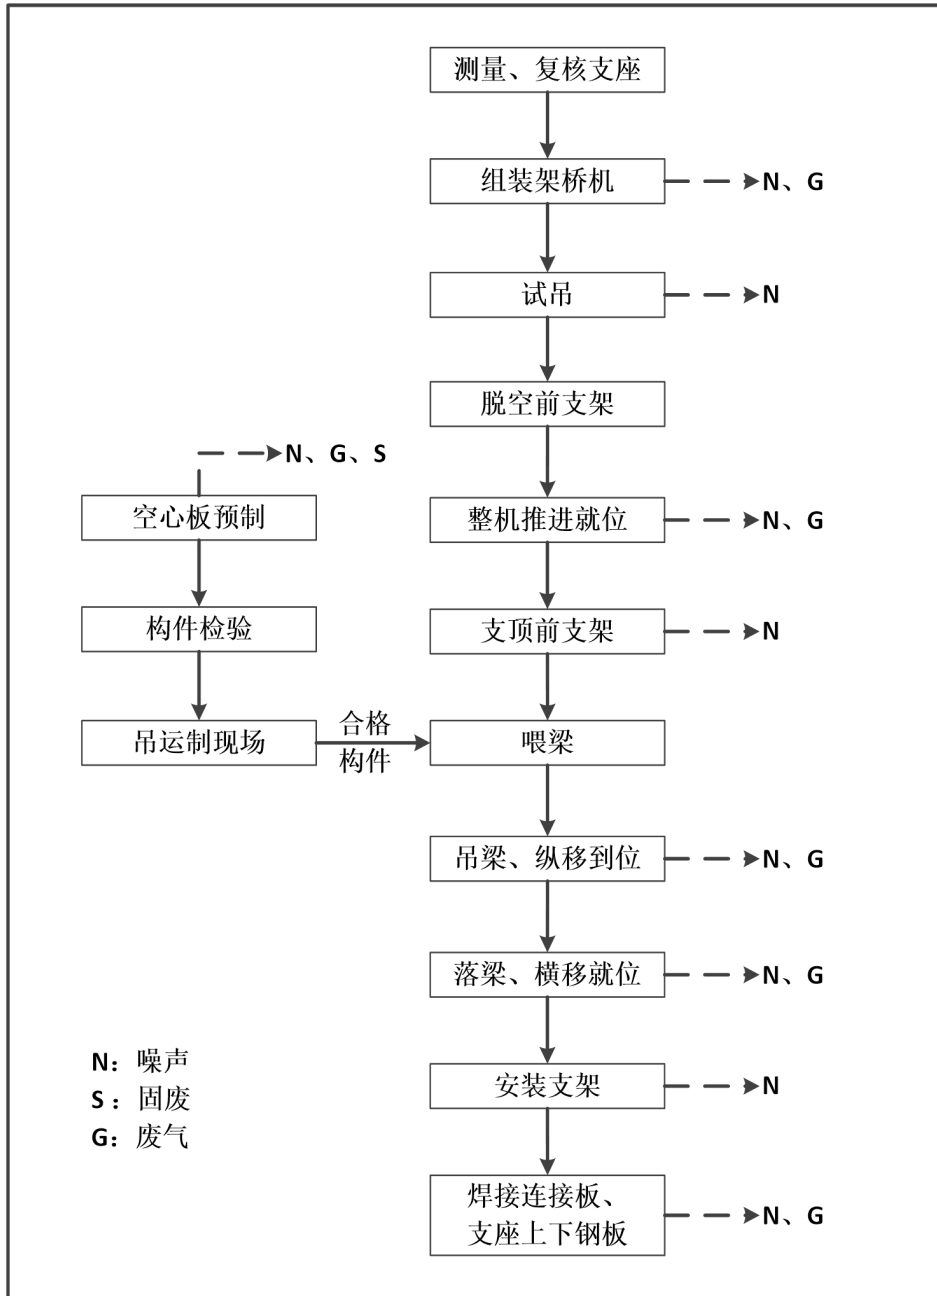 测量、复核支座
组装架桥机
N、G
试吊
N
脱空前支架
N、G、S
空心板预制
整机推进就位
N、G
构件检验
支顶前支架
N
吊运制现场
合格
构件
喂梁
吊梁、纵移到位
N、G
落梁、横移就位
N、G
N：噪声
S：固废
G：废气
安装支架
N
焊接连接板、
支座上下钢板
N、G